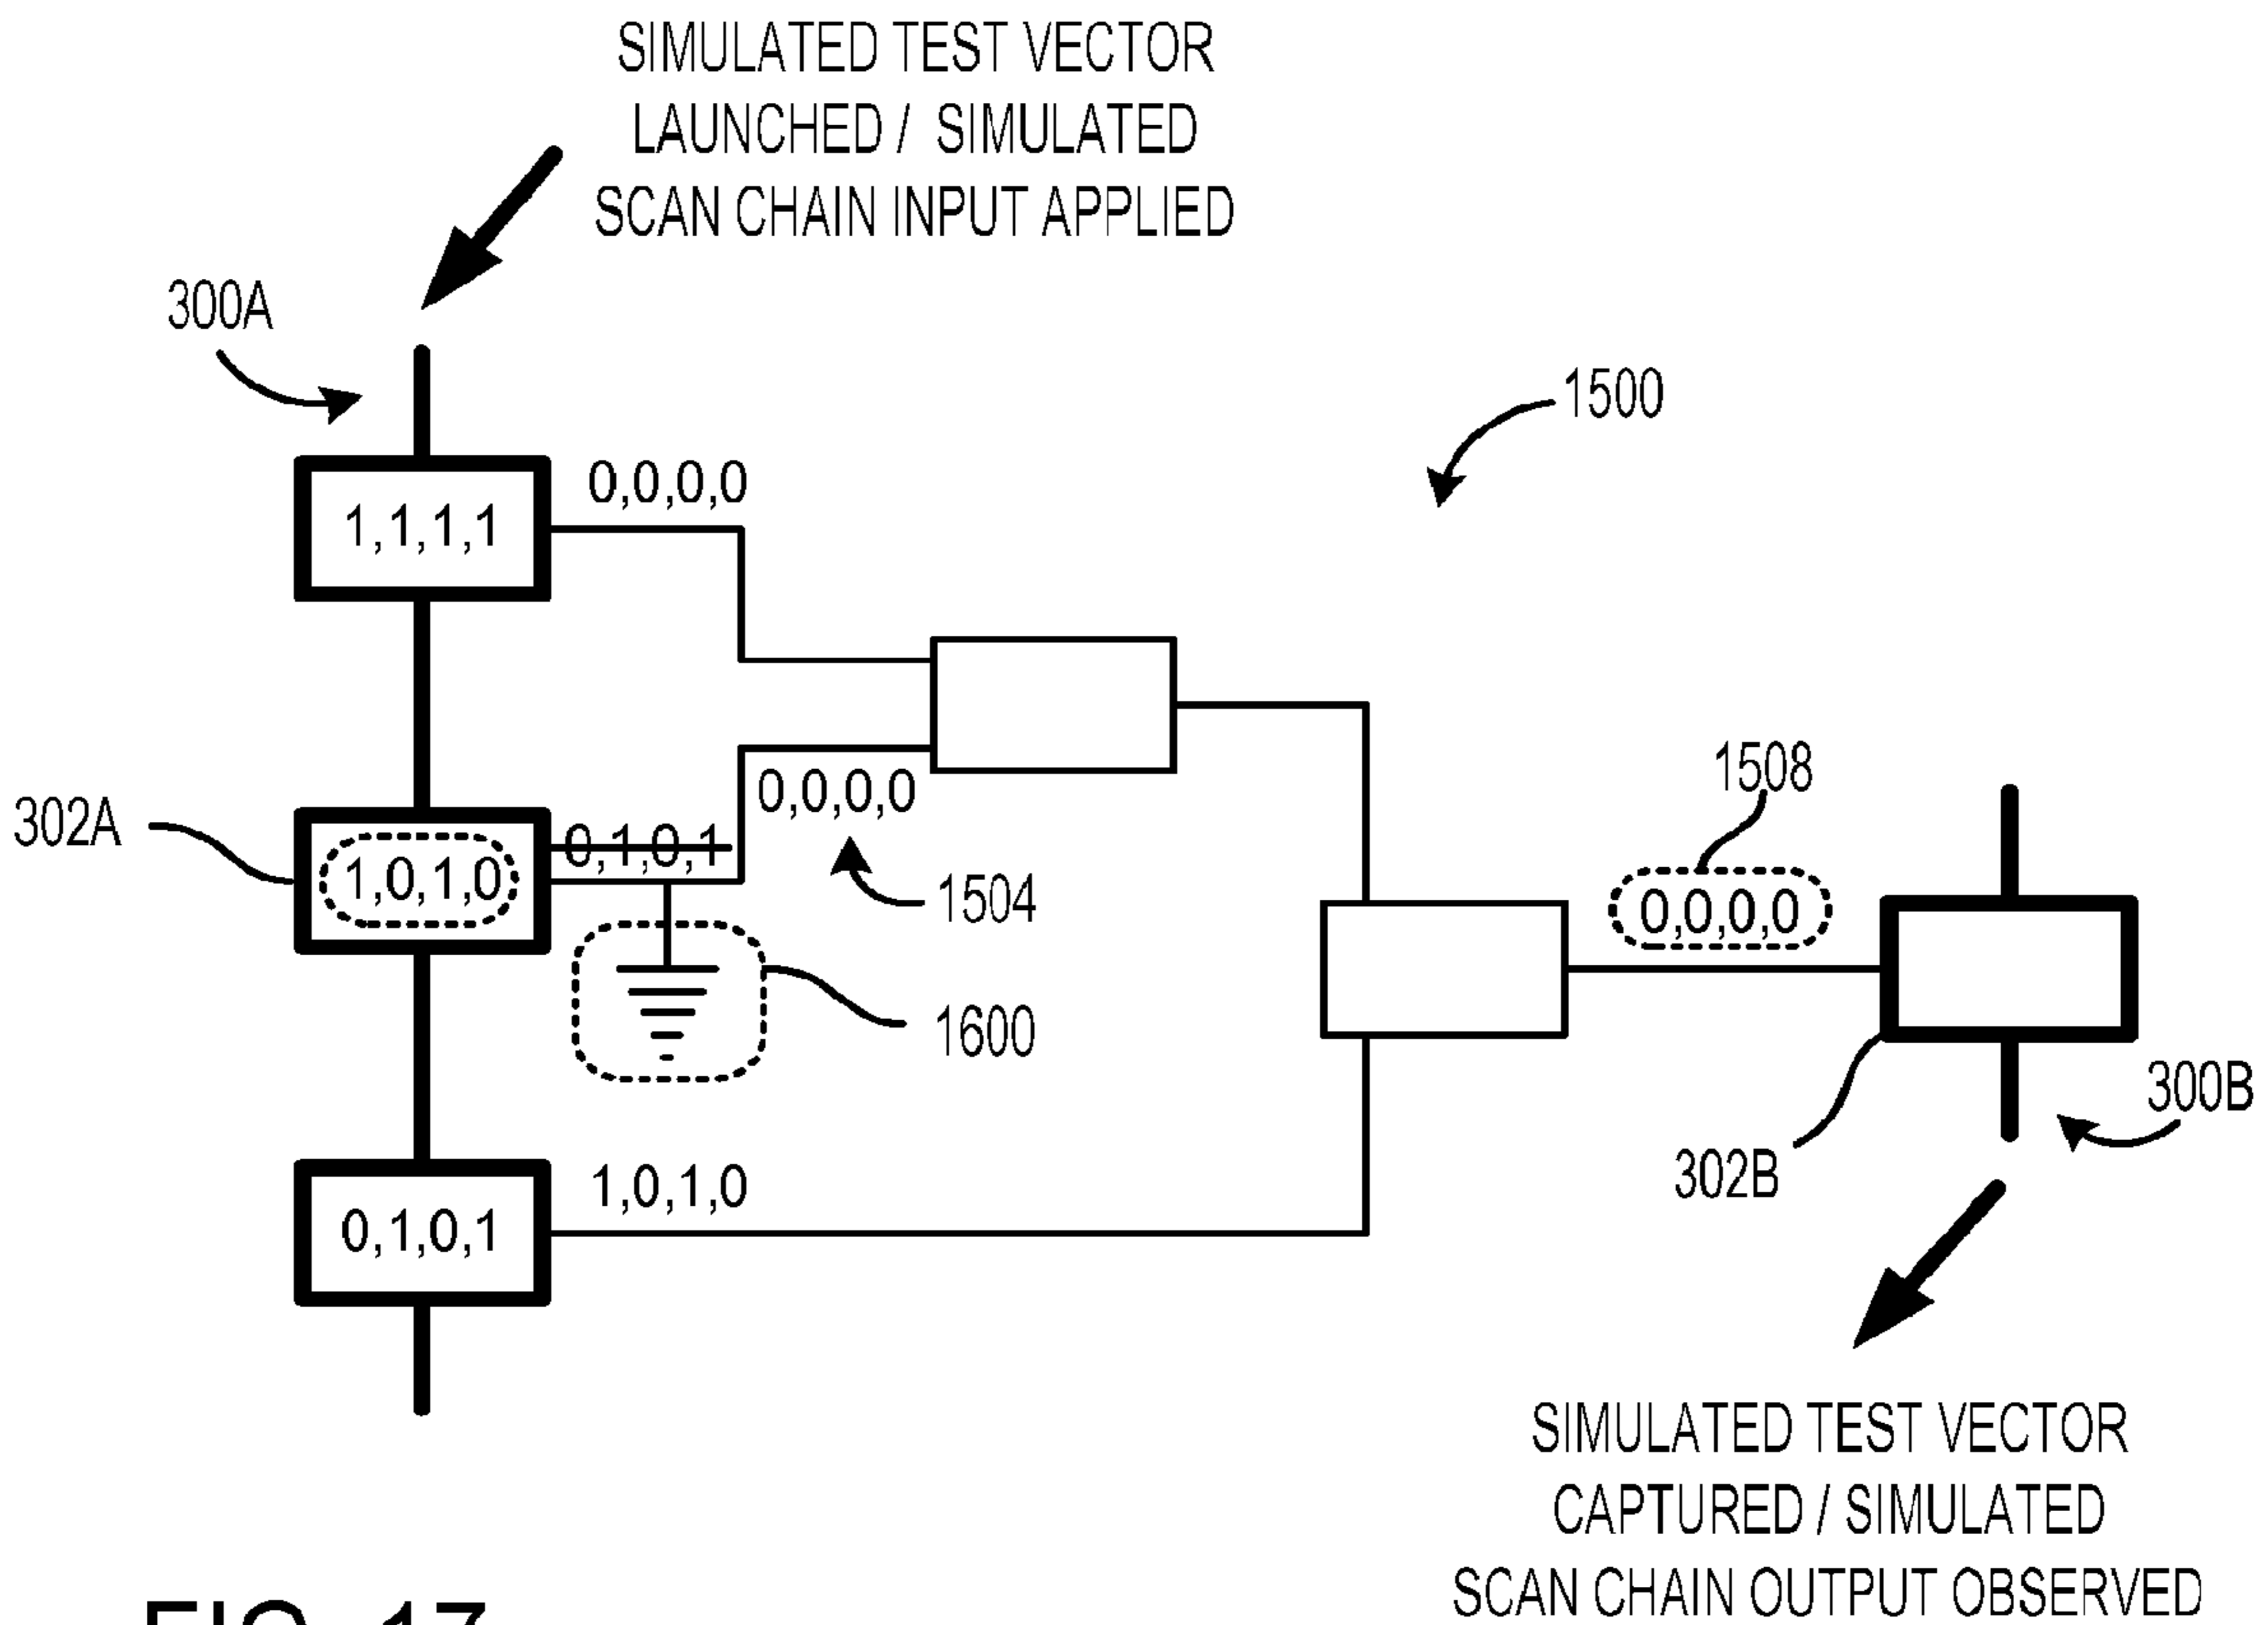 SIMULATED TEST VECTOR
LAUNCHED / SIMULATED
SCAN CHAIN INPUT APPLIED
300A
1500
0,0,0,0
1,1,1,1
1508
0,0,0,0
302A
0,1,0,1
1,0,1,0
1504
0,0,0,0
1600
300B
302B
1,0,1,0
0,1,0,1
SIMULATED TEST VECTOR
CAPTURED / SIMULATED
SCAN CHAIN OUTPUT OBSERVED
FIG. 17